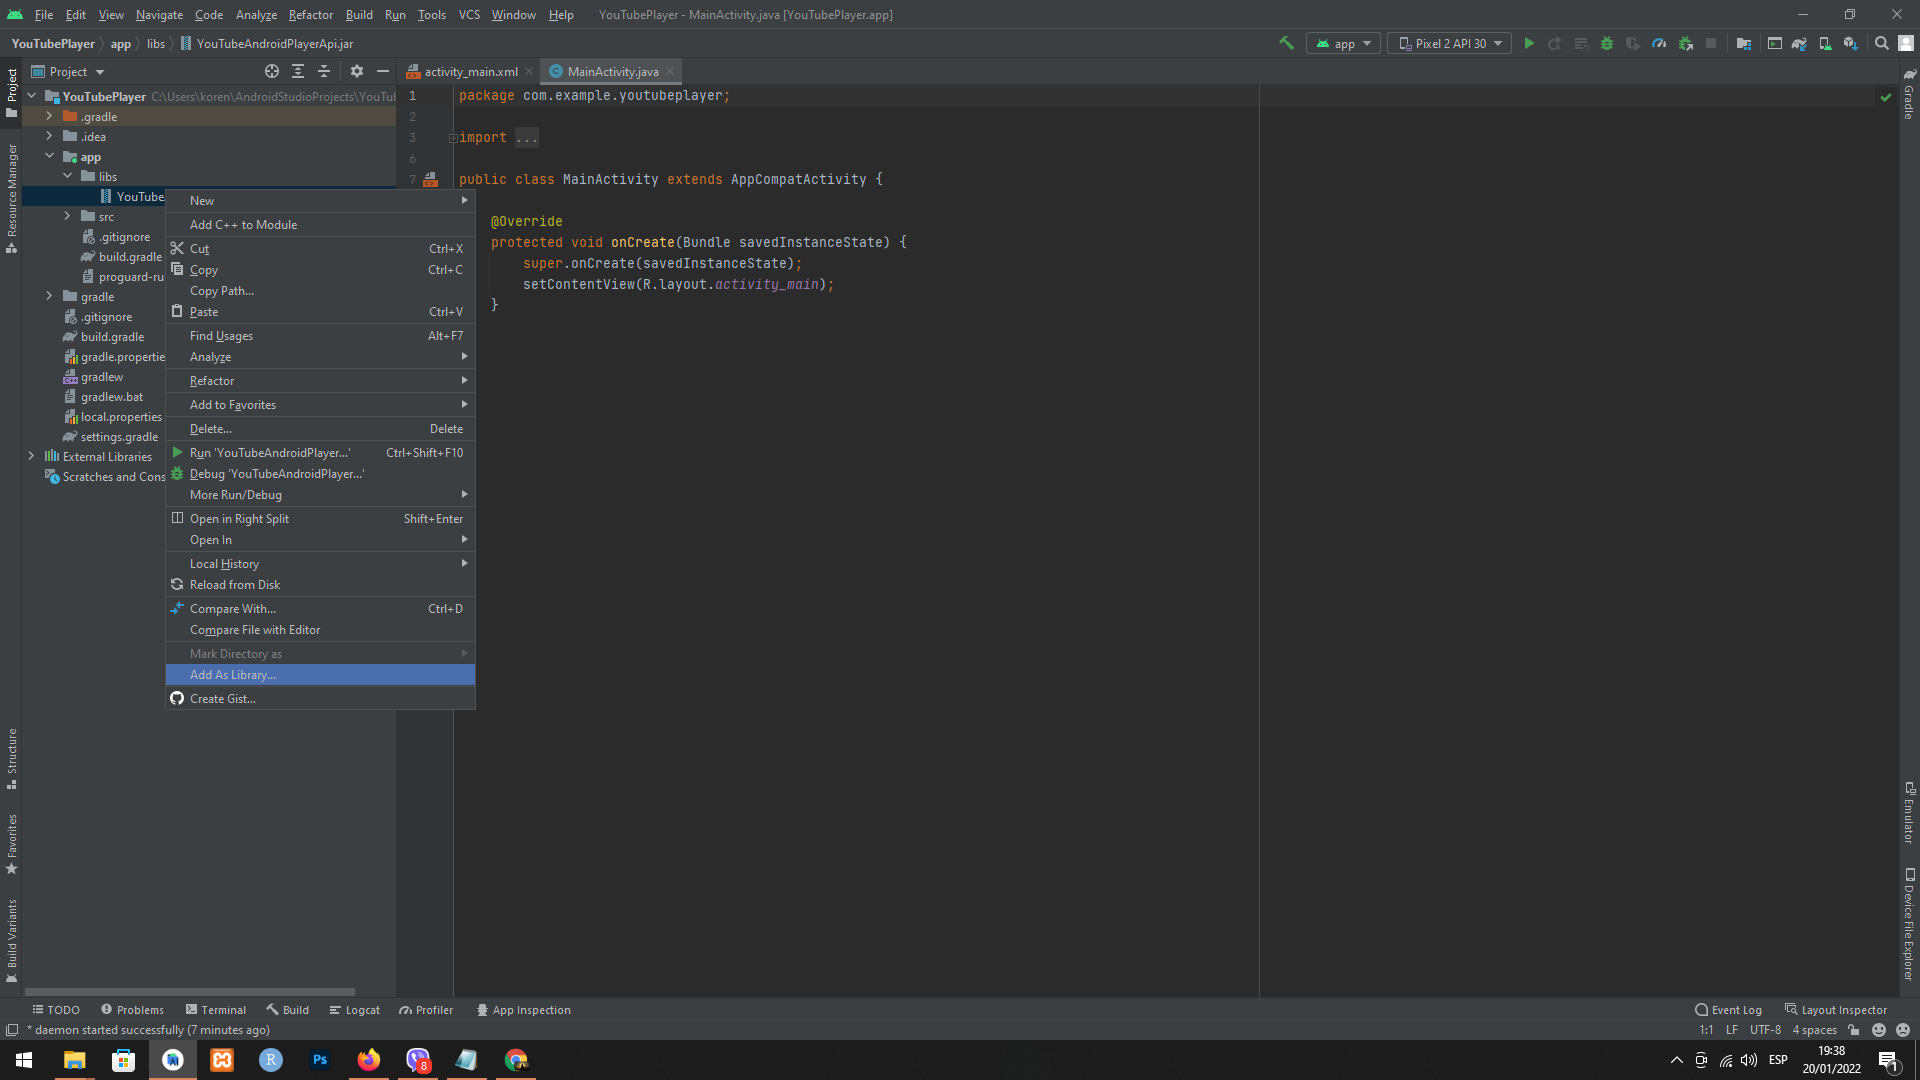 File Edit View Navigate Code Analyze Refactor Build Run Tools VCS Window Help YouTubePlayer - MainActivity.java [YouTubePlayer.app]
YouTubePlayer app libs YouTubeAndroidPlayerApi.jar app Pixel 2 API 30
Project
activity_main.xml MainActivity.java
Project
Resource Manager
Structure
Favorites
Build Variants
YouTubePlayer C:\Users\koren\AndroidStudioProjects\YouTu
.gradle
.idea
app
libs
YouTube
src
.gitignore
build.gradle
proguard-ru
gradle
.gitignore
build.gradle
gradle.propertie
gradlew
gradlew.bat
local.properties
settings.gradle
External Libraries
Scratches and Cons
New
Add C++ to Module
Cut Ctrl+X
Copy Ctrl+C
Copy Path...
Paste Ctrl+V
Find Usages Alt+F7
Analyze
Refactor
Add to Favorites
Delete... Delete
Run 'YouTubeAndroidPlayer...' Ctrl+Shift+F10
Debug 'YouTubeAndroidPlayer...'
More Run/Debug
Open in Right Split Shift+Enter
Open In
Local History
Reload from Disk
Compare With... Ctrl+D
Compare File with Editor
Mark Directory as
Add As Library...
Create Gist...
1 package com.example.youtubeplayer;
2
3 import ...
6
7 public class MainActivity extends AppCompatActivity {
@Override
protected void onCreate(Bundle savedInstanceState) {
super.onCreate(savedInstanceState);
setContentView(R.layout.activity_main);
}
Gradle
Emulator
Device File Explorer
TODO Problems Terminal Build Logcat Profiler App Inspection Event Log Layout Inspector
* daemon started successfully (7 minutes ago) 1:1 LF UTF-8 4 spaces
AI R Ps 8 ESP 19:38
20/01/2022 1